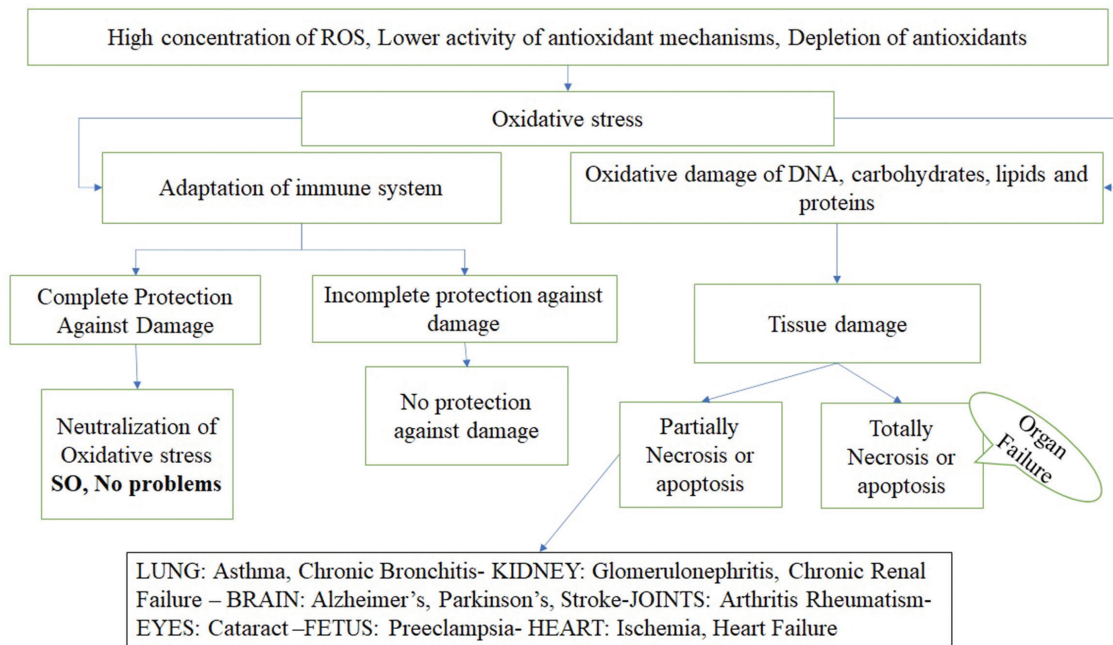 High concentration of ROS, Lower activity of antioxidant mechanisms, Depletion of antioxidants
Oxidative stress
Adaptation of immune system
Oxidative damage of DNA, carbohydrates, lipids and
proteins
Complete Protection
Against Damage
Incomplete protection against
damage
Tissue damage
Neutralization of
Oxidative stress
SO, No problems
No protection
against damage
Partially
Necrosis or
apoptosis
Totally
Necrosis or
apoptosis
Organ
Failure
LUNG: Asthma, Chronic Bronchitis- KIDNEY: Glomerulonephritis, Chronic Renal
Failure – BRAIN: Alzheimer’s, Parkinson’s, Stroke-JOINTS: Arthritis Rheumatism-
EYES: Cataract –FETUS: Preeclampsia- HEART: Ischemia, Heart Failure